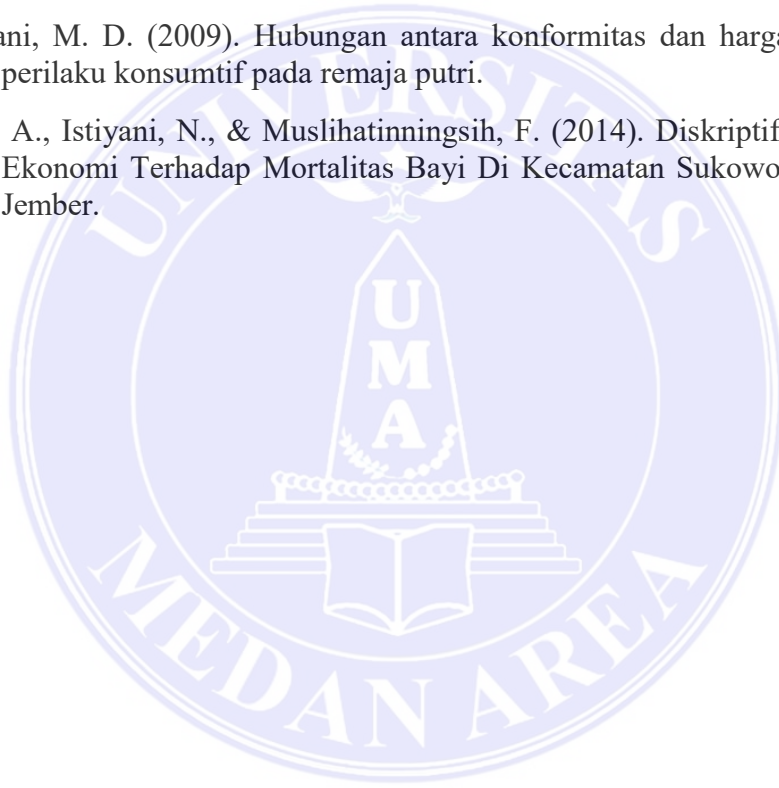 ani, M. D. (2009). Hubungan antara konformitas dan harga
perilaku konsumtif pada remaja putri.
A., Istiyani, N., & Muslihatinningsih, F. (2014). Diskriptif
Ekonomi Terhadap Mortalitas Bayi Di Kecamatan Sukowo
Jember.
UNIVERSITAS
UMA
MEDAN AREA